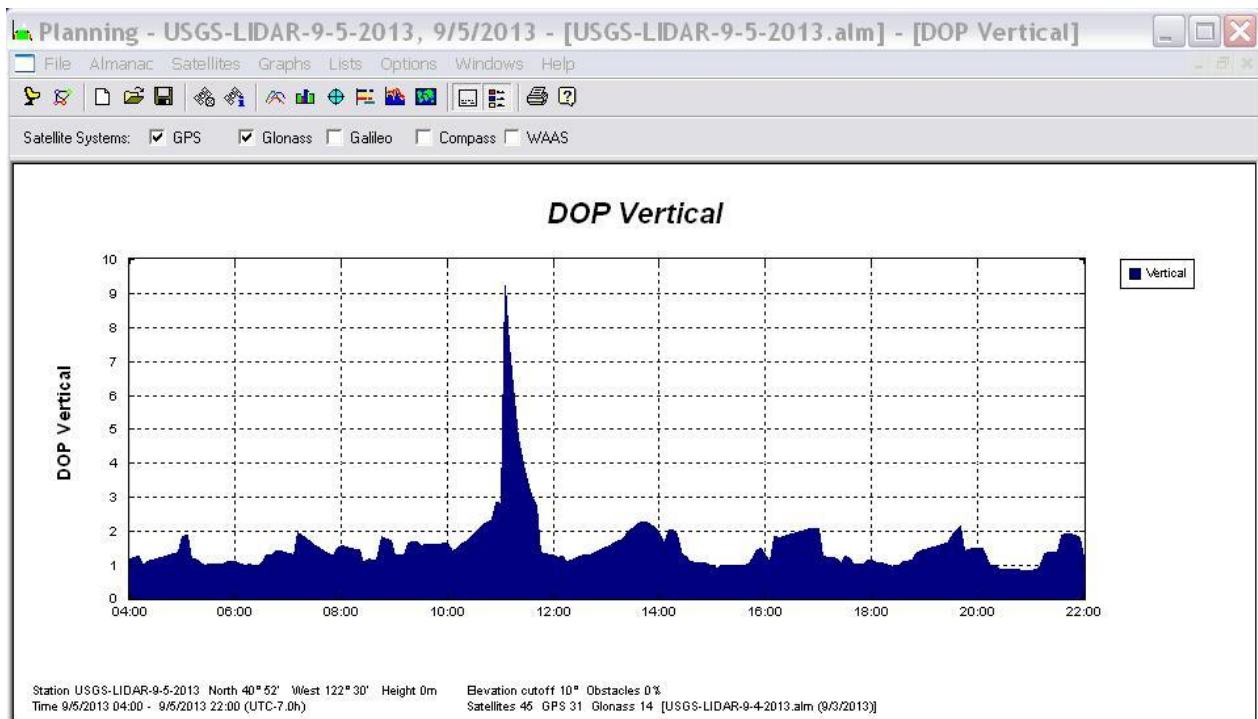 Planning - USGS-LIDAR-9-5-2013, 9/5/2013 - [USGS-LIDAR-9-5-2013.alm] - [DOP Vertical]
File Almanac Satellites Graphs Lists Options Windows Help
Satellite Systems: GPS Glonass Galileo Compass WAAS
DOP Vertical
Vertical
DOP Vertical
10
9
8
7
6
5
4
3
2
1
0
04:00 06:00 08:00 10:00 12:00 14:00 16:00 18:00 20:00 22:00
Station USGS-LIDAR-9-5-2013 North 40° 52' West 122° 30' Height 0m Elevation cutoff 10° Obstacles 0%
Time 9/5/2013 04:00 - 9/5/2013 22:00 (UTC-7.0h) Satellites 45 GPS 31 Glonass 14 [USGS-LIDAR-9-4-2013.alm (9/3/2013)]